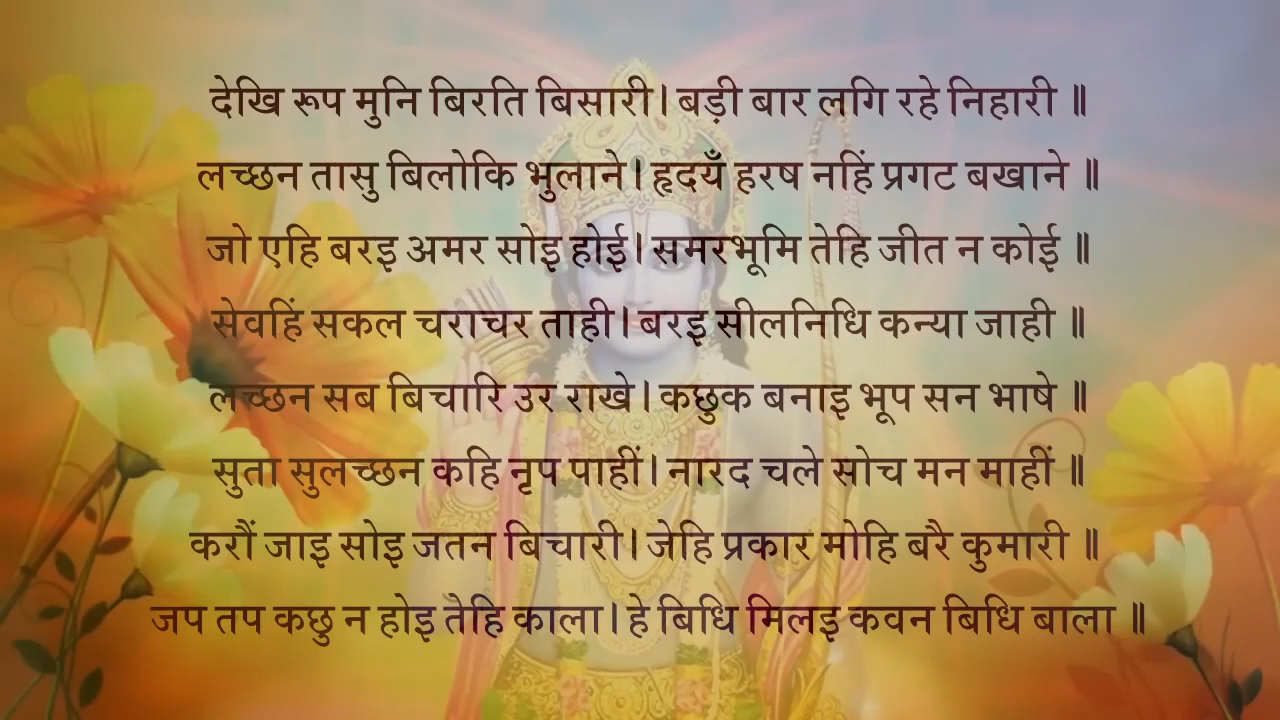 देखि रूप मुनि बिरति बिसारी। बड़ी बार लगि रहे निहारी ॥
लच्छन तासु बिलोकि भुलाने। हृदयँ हरष नहिं प्रगट बखाने ॥
जो एहि बरइ अमर सोइ होई। समरभूमि तेहि जीत न कोई ॥
सेवहिं सकल चराचर ताही। बरइ सीलनिधि कन्या जाही ॥
लच्छन सब बिचारि उर राखे। कछुक बनाइ भूप सन भाषे ॥
सुता सुलच्छन कहि नृप पाहीं। नारद चले सोच मन माहीं ॥
करौं जाइ सोइ जतन बिचारी। जेहि प्रकार मोहि बरै कुमारी ॥
जप तप कछु न होइ तेहि काला। हे बिधि मिलइ कवन बिधि बाला ॥